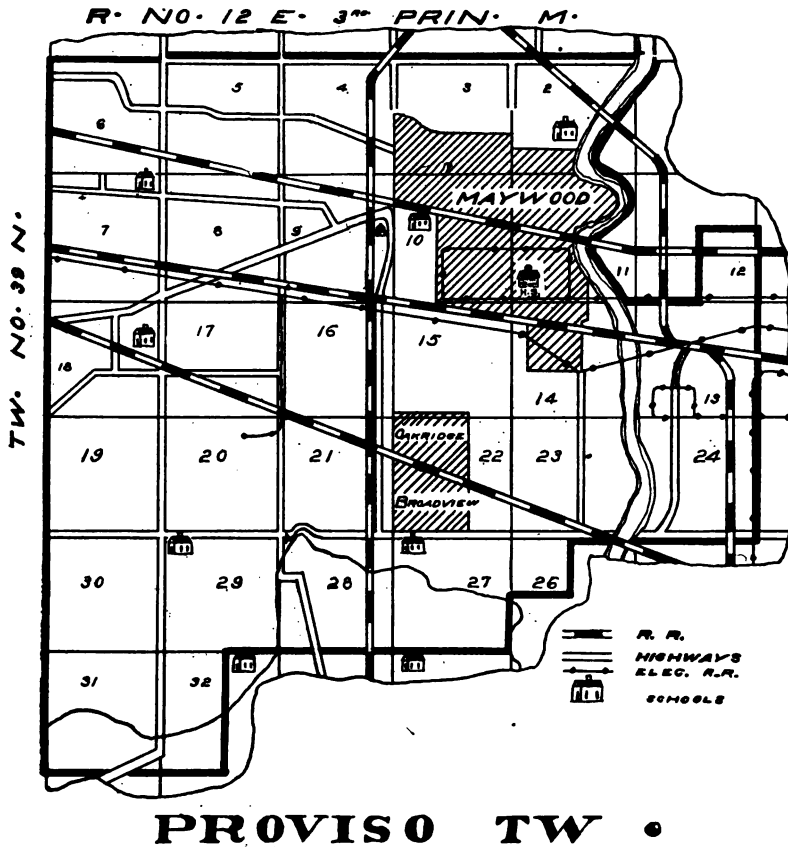 R. NO. 12 E. 3RD PRIN. M.
TW. NO. 39 N.
5 4 3 2
6
MAYWOOD
7 8 9 10
11 12
H.S.
17 16 15
18
14 13
OAKRIDGE
19 20 21 22 23 24
BROADVIEW
30 29 28 27 26
R. R.
HIGHWAYS
ELEC. R.R.
SCHOOLS
31 32
PROVISO TW.